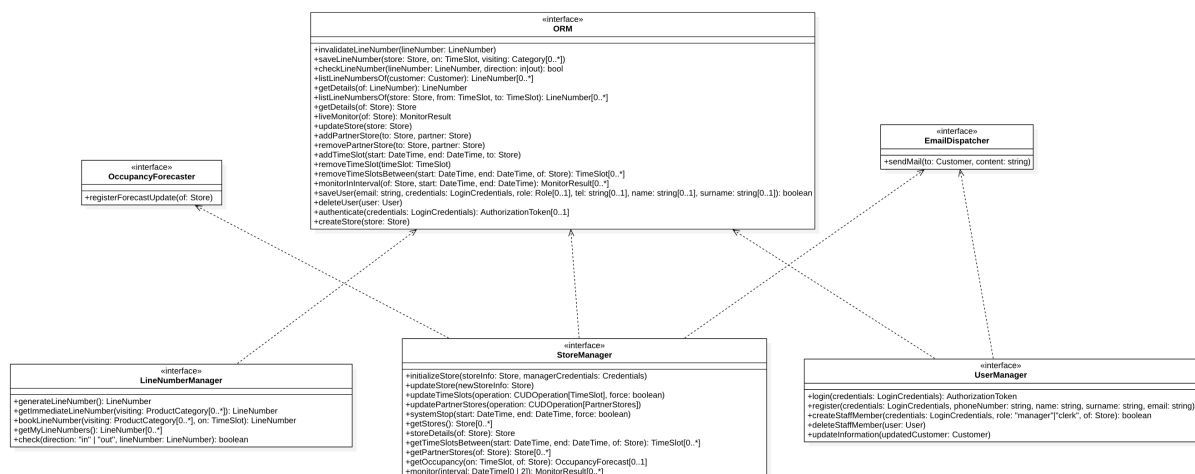 «interface»
ORM
+invalidateLineNumber(lineNumber: LineNumber)
+saveLineNumber(store: Store, on: TimeSlot, visiting: Category[0..*])
+checkLineNumber(lineNumber: LineNumber, direction: in|out): bool
+listLineNumbersOf(customer: Customer): LineNumber[0..*]
+getDetails(of: LineNumber): LineNumber
+listLineNumbersOf(store: Store, from: TimeSlot, to: TimeSlot): LineNumber[0..*]
+getDetails(of: Store): Store
+liveMonitor(of: Store): MonitorResult
+updateStore(store: Store)
+addPartnerStore(to: Store, partner: Store)
+removePartnerStore(to: Store, partner: Store)
+addTimeSlot(start: DateTime, end: DateTime, to: Store)
+removeTimeSlot(timeSlot: TimeSlot)
+removeTimeSlotsBetween(start: DateTime, end: DateTime, of: Store): TimeSlot[0..*]
+monitorInInterval(of: Store, start: DateTime, end: DateTime): MonitorResult[0..*]
+saveUser(email: string, credentials: LoginCredentials, role: Role[0..1], tel: string[0..1], name: string[0..1], surname: string[0..1]): boolean
+deleteUser(user: User)
+authenticate(credentials: LoginCredentials): AuthorizationToken[0..1]
+createStore(store: Store)
«interface»
EmailDispatcher
+sendMail(to: Customer, content: string)
«interface»
OccupancyForecaster
+registerForecastUpdate(of: Store)
«interface»
LineNumberManager
+generateLineNumber(): LineNumber
+getImmediateLineNumber(visiting: ProductCategory[0..*]): LineNumber
+bookLineNumber(visiting: ProductCategory[0..*], on: TimeSlot): LineNumber
+getMyLineNumbers(): LineNumber[0..*]
+check(direction: "in" | "out", lineNumber: LineNumber): boolean
«interface»
StoreManager
+initializeStore(storeInfo: Store, managerCredentials: Credentials)
+updateStore(newStoreInfo: Store)
+updateTimeSlots(operation: CUDOperation[TimeSlot], force: boolean)
+updatePartnerStores(operation: CUDOperation[PartnerStores])
+systemStop(start: DateTime, end: DateTime, force: boolean)
+getStores(): Store[0..*]
+storeDetails(of: Store): Store
+getTimeSlotsBetween(start: DateTime, end: DateTime, of: Store): TimeSlot[0..*]
+getPartnerStores(of: Store): Store[0..*]
+getOccupancy(on: TimeSlot, of: Store): OccupancyForecast[0..1]
+monitor(interval: DateTime[0 | 2]): MonitorResult[0..*]
«interface»
UserManager
+login(credentials: LoginCredentials): AuthorizationToken
+register(credentials: LoginCredentials, phoneNumber: string, name: string, surname: string, email: string)
+createStaffMember(credentials: LoginCredentials, role: "manager"|"clerk", of: Store): boolean
+deleteStaffMember(user: User)
+updateInformation(updatedCustomer: Customer)